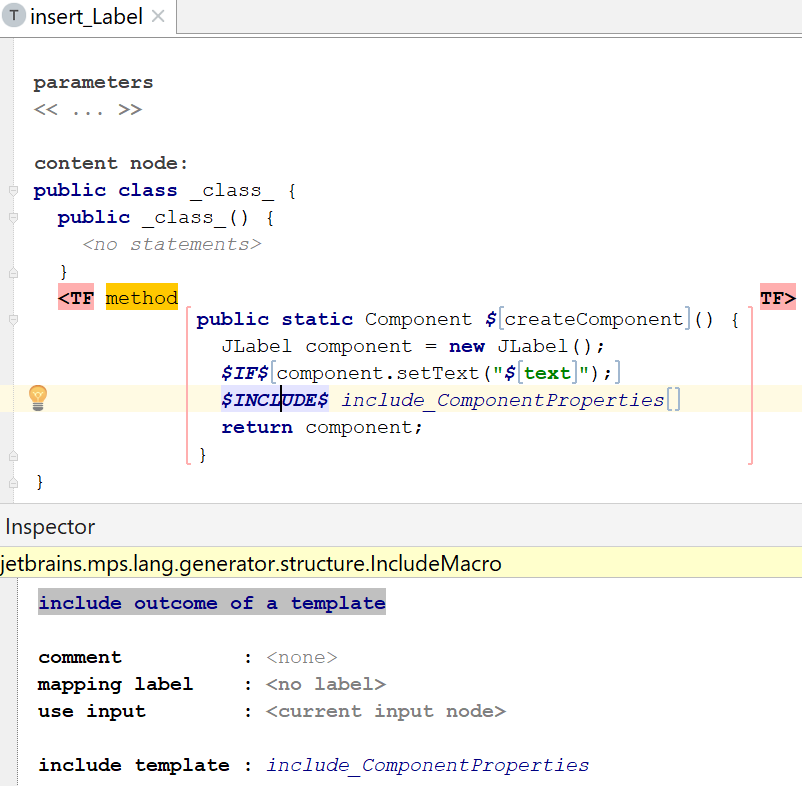 T insert_Label ×
parameters
<< ... >>
content node:
public class _class_ {
public _class_() {
<no statements>
}
<TF method TF>
public static Component $[createComponent]() {
JLabel component = new JLabel();
$IF$[component.setText("$[text]");]
$INCLUDE$ include_ComponentProperties[]
return component;
}
}
Inspector
jetbrains.mps.lang.generator.structure.IncludeMacro
include outcome of a template
comment : <none>
mapping label : <no label>
use input : <current input node>
include template : include_ComponentProperties